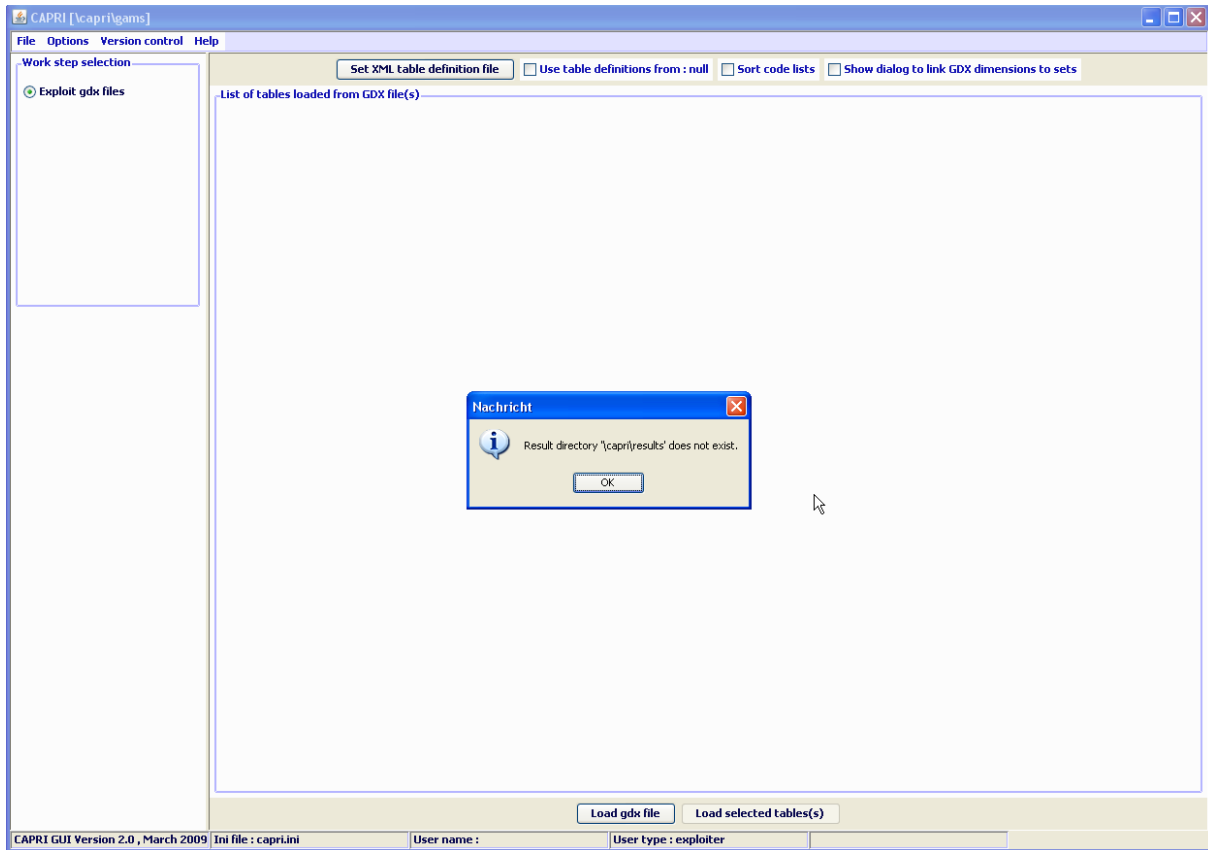 CAPRI [\capri\gams]
File Options Version control Help
Work step selection
Exploit gdx files
Set XML table definition file Use table definitions from : null Sort code lists Show dialog to link GDX dimensions to sets
List of tables loaded from GDX file(s)
Nachricht
Result directory '\capri\results' does not exist.
OK
Load gdx file Load selected tables(s)
CAPRI GUI Version 2.0 , March 2009 Ini file : capri.ini User name : User type : exploiter